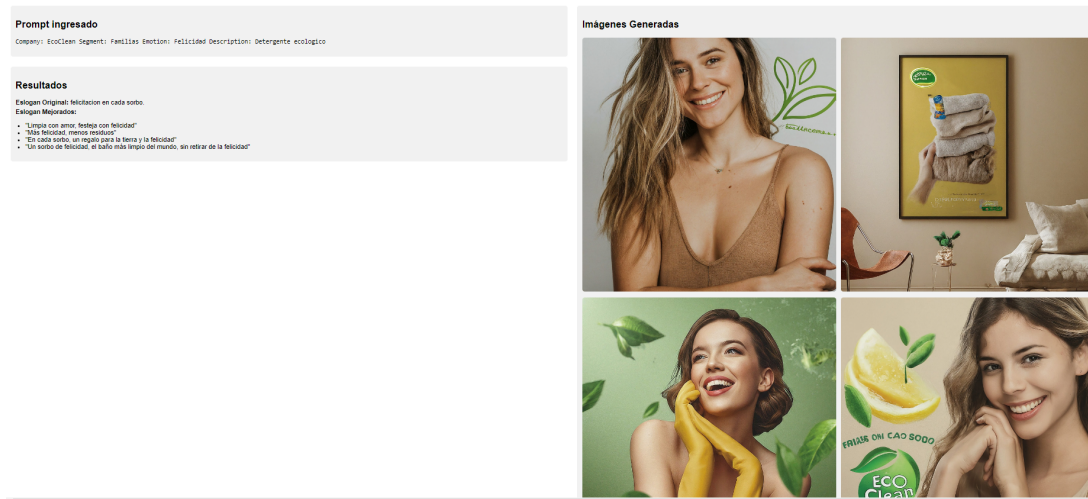 Prompt ingresado
Company: EcoClean Segment: Familias Emotion: Felicidad Description: Detergente ecologico
Resultados
Eslogan Original: felicitacion en cada sorbo.
Eslogan Mejorados:
"Limpia con amor, festeja con felicidad"
"Más felicidad, menos residuos"
"En cada sorbo, un regalo para la tierra y la felicidad"
"Un sorbo de felicidad, el baño más limpio del mundo, sin retirar de la felicidad"
Imágenes Generadas
ON CAO SODO
ECO
Clean